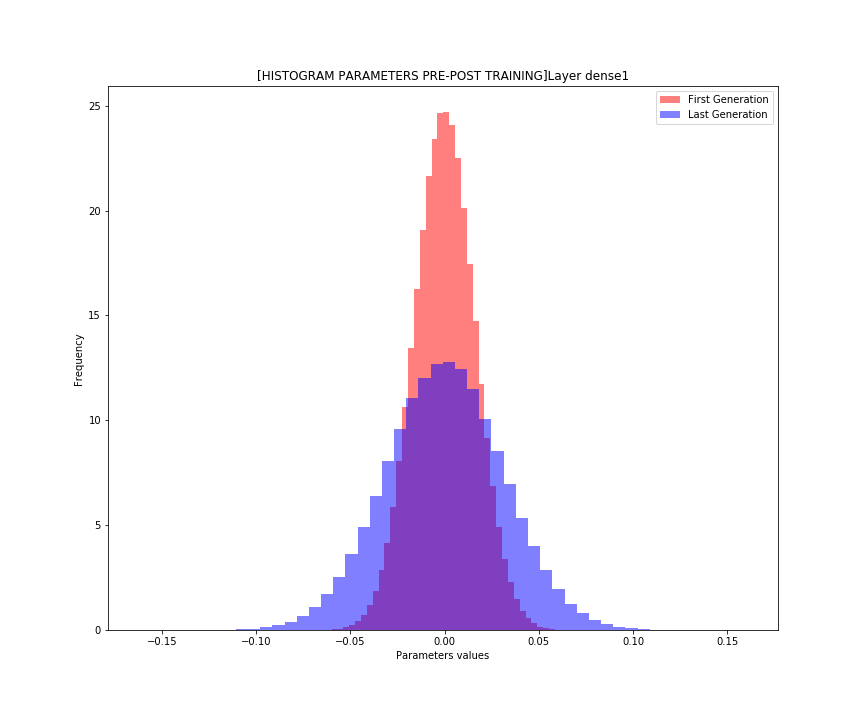 [HISTOGRAM PARAMETERS PRE-POST TRAINING]Layer dense1
First Generation
Last Generation
25
20
15
10
5
0
Frequency
−0.15 −0.10 −0.05 0.00 0.05 0.10 0.15
Parameters values